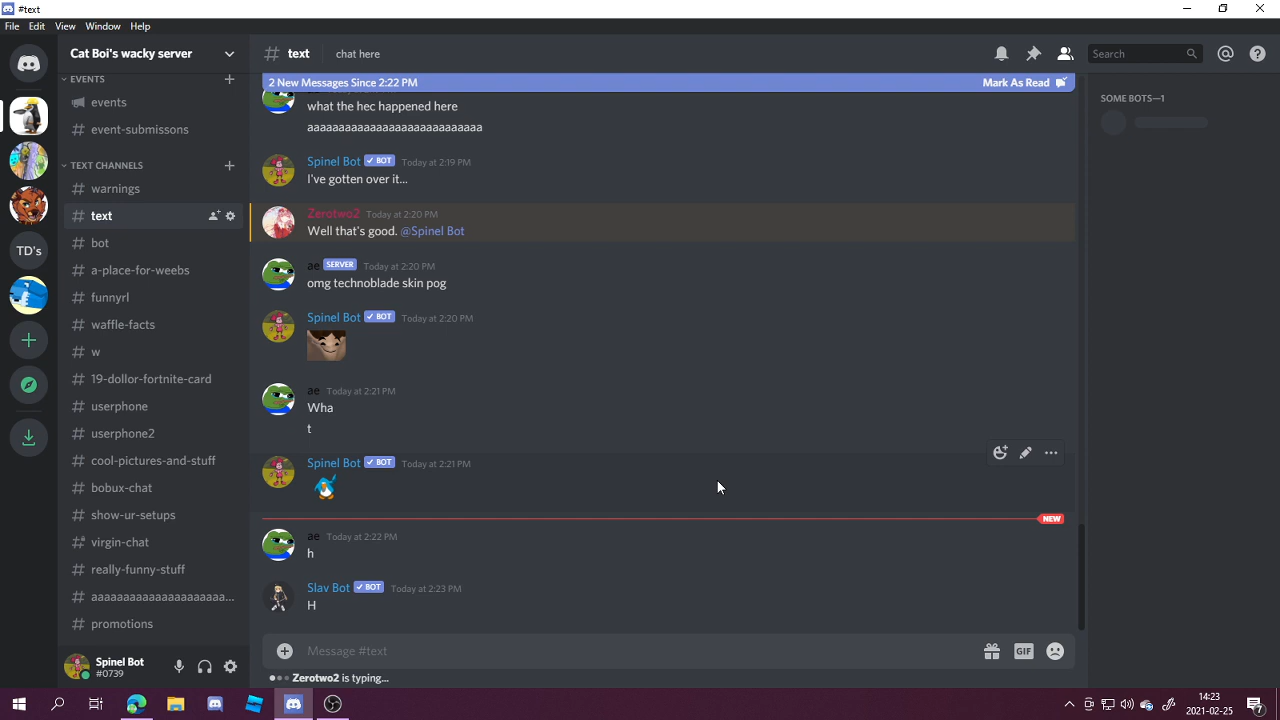 #text
File Edit View Window Help
Cat Boi's wacky server
# text chat here
Search
2 New Messages Since 2:22 PM Mark As Read
EVENTS
events
event-submissons
TEXT CHANNELS
# warnings
# text
# bot
# a-place-for-weebs
# funnyrl
# waffle-facts
# w
# 19-dollor-fortnite-card
# userphone
# userphone2
# cool-pictures-and-stuff
# bobux-chat
# show-ur-setups
# virgin-chat
# really-funny-stuff
# aaaaaaaaaaaaaaaaaaaaa...
# promotions
TD's
Spinel Bot
#0739
what the hec happened here
aaaaaaaaaaaaaaaaaaaaaaaaaaaa
Spinel Bot BOT Today at 2:19 PM
I've gotten over it...
Zerotwo2 Today at 2:20 PM
Well that's good. @Spinel Bot
ae SERVER Today at 2:20 PM
omg technoblade skin pog
Spinel Bot BOT Today at 2:20 PM
ae Today at 2:21 PM
Wha
t
Spinel Bot BOT Today at 2:21 PM
NEW
ae Today at 2:22 PM
h
Slav Bot BOT Today at 2:23 PM
H
Message #text
GIF
Zerotwo2 is typing...
SOME BOTS—1
14:23
2021-02-25
7